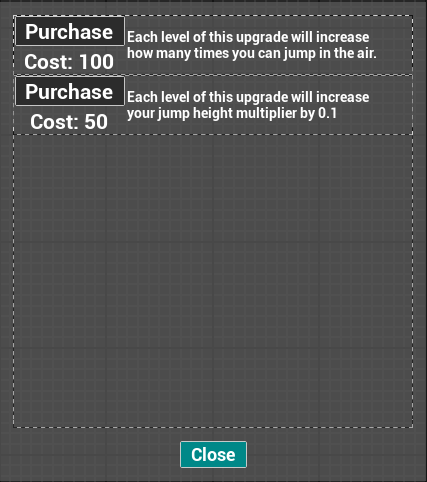 Purchase
Each level of this upgrade will increase
how many times you can jump in the air.
Cost: 100
Purchase
Each level of this upgrade will increase
your jump height multiplier by 0.1
Cost: 50
Close